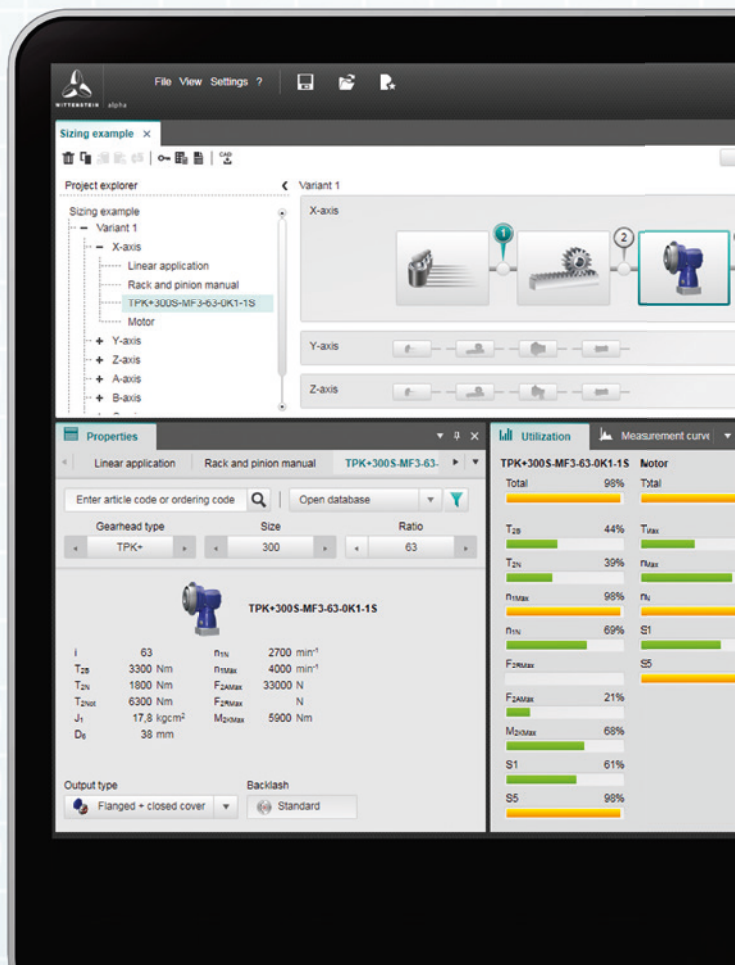 File View Settings ?
WITTENSTEIN alpha
Sizing example ×
CAD
Project explorer
Variant 1
Sizing example
Variant 1
X-axis
Linear application
Rack and pinion manual
TPK+300S-MF3-63-0K1-1S
Motor
Y-axis
Z-axis
A-axis
B-axis
X-axis
1
2
Y-axis
Z-axis
Properties
Linear application Rack and pinion manual TPK+300S-MF3-63-
Enter article code or ordering code Open database
Gearhead type Size Ratio
TPK+ 300 63
TPK+300S-MF3-63-0K1-1S
i 63 n1N 2700 min-1
T2B 3300 Nm n1Max 4000 min-1
T2N 1800 Nm F2AMax 33000 N
T2Not 6300 Nm F2RMax N
J1 17,8 kgcm2 M2KMax 5900 Nm
D6 38 mm
Output type Backlash
Flanged + closed cover Standard
Utilization Measurement curve
TPK+300S-MF3-63-0K1-1S Motor
Total 98% Total
T2B 44% TMax
T2N 39% nMax
n1Max 98% nN
n1N 69% S1
F2RMax S5
F2AMax 21%
M2KMax 68%
S1 61%
S5 98%